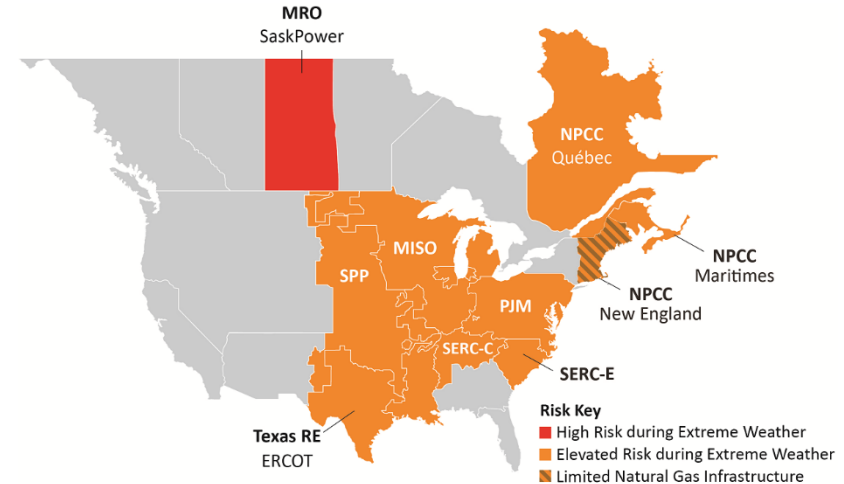 MRO
SaskPower
NPCC
Québec
MISO
SPP
PJM
NPCC
Maritimes
NPCC
New England
SERC-C
SERC-E
Texas RE
ERCOT
Risk Key
High Risk during Extreme Weather
Elevated Risk during Extreme Weather
Limited Natural Gas Infrastructure